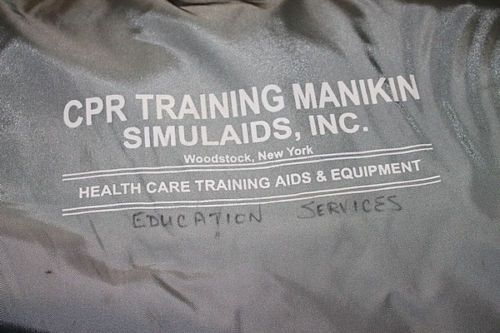 CPR TRAINING MANIKIN
SIMULAIDS, INC.
Woodstock, New York
HEALTH CARE TRAINING AIDS & EQUIPMENT
EDUCATION SERVICES